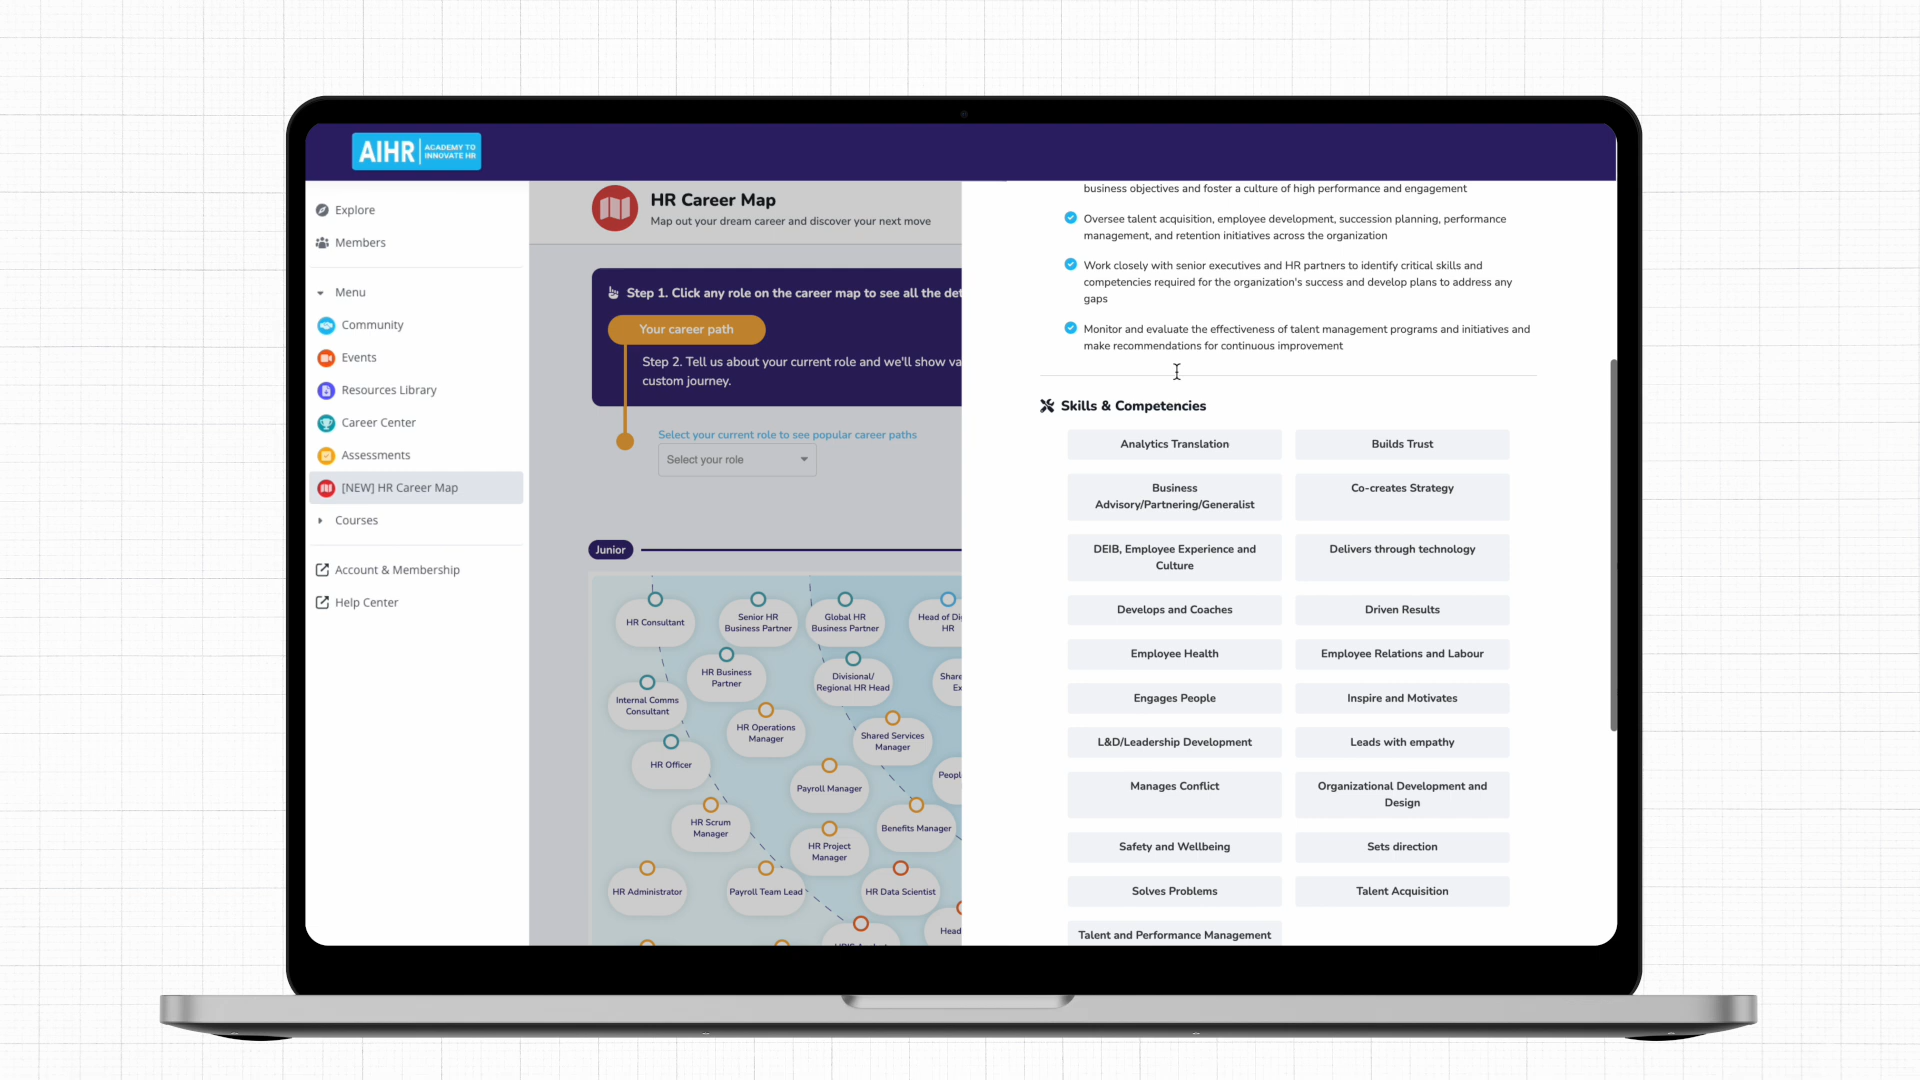 AIHR ACADEMY TO
INNOVATE HR
Explore
Members
Menu
Community
Events
Resources Library
Career Center
Assessments
[NEW] HR Career Map
Courses
Account & Membership
Help Center
HR Career Map
Map out your dream career and discover your next move
Step 1. Click any role on the career map to see all the det
Your career path
Step 2. Tell us about your current role and we'll show va
custom journey.
Select your current role to see popular career paths
Select your role
Junior
HR Consultant
Senior HR
Business Partner
Global HR
Business Partner
Head of Dig
HR
HR Business
Partner
Divisional/
Regional HR Head
Share
Ex
Internal Comms
Consultant
HR Operations
Manager
Shared Services
Manager
HR Officer
Payroll Manager
Peopl
HR Scrum
Manager
HR Project
Manager
Benefits Manager
HR Administrator
Payroll Team Lead
HR Data Scientist
Head
business objectives and foster a culture of high performance and engagement
Oversee talent acquisition, employee development, succession planning, performance
management, and retention initiatives across the organization
Work closely with senior executives and HR partners to identify critical skills and
competencies required for the organization's success and develop plans to address any
gaps
Monitor and evaluate the effectiveness of talent management programs and initiatives and
make recommendations for continuous improvement
Skills & Competencies
Analytics Translation
Builds Trust
Business
Advisory/Partnering/Generalist
Co-creates Strategy
DEIB, Employee Experience and
Culture
Delivers through technology
Develops and Coaches
Driven Results
Employee Health
Employee Relations and Labour
Engages People
Inspire and Motivates
L&D/Leadership Development
Leads with empathy
Manages Conflict
Organizational Development and
Design
Safety and Wellbeing
Sets direction
Solves Problems
Talent Acquisition
Talent and Performance Management